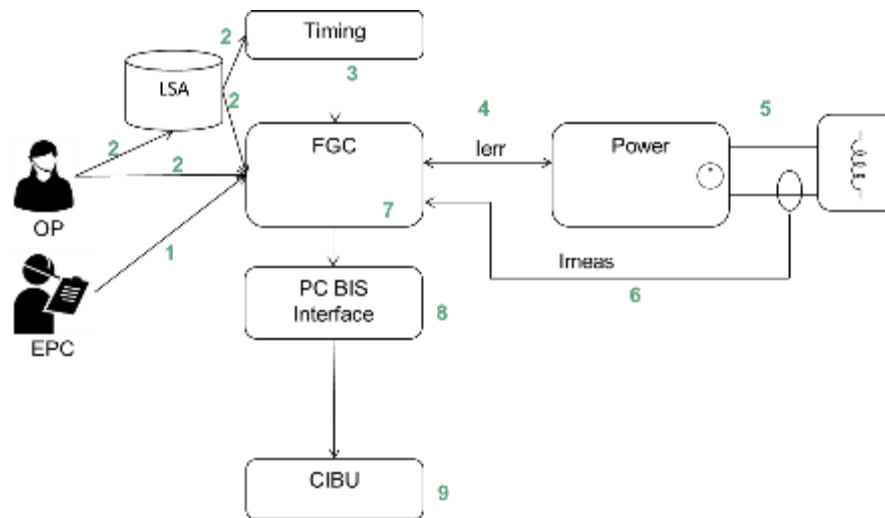 2
Timing
LSA
2
3
4
5
FGC
Ierr
Power
2
2
OP
7
1
Imeas
6
PC BIS
Interface
8
EPC
CIBU
9